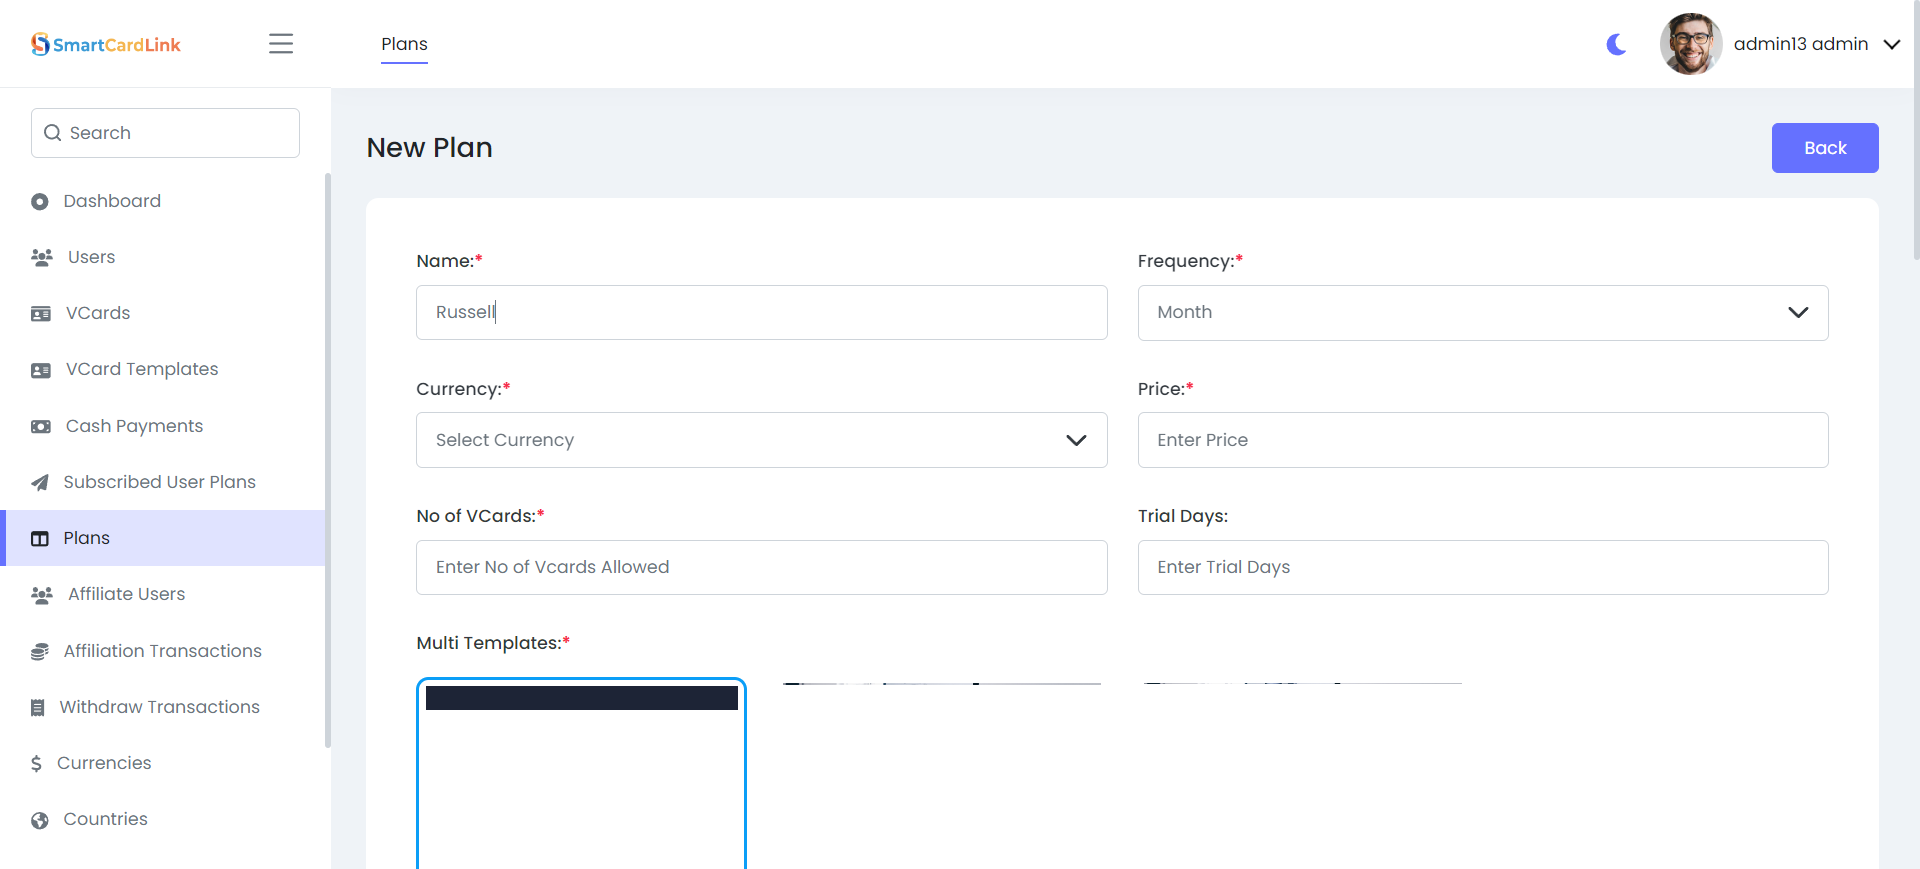 SmartCardLink
Plans
admin13 admin
Search
New Plan
Back
Dashboard
Users
VCards
VCard Templates
Cash Payments
Subscribed User Plans
Plans
Affiliate Users
Affiliation Transactions
Withdraw Transactions
Currencies
Countries
Name:*
Russell
Frequency:*
Month
Currency:*
Select Currency
Price:*
Enter Price
No of VCards:*
Enter No of Vcards Allowed
Trial Days:
Enter Trial Days
Multi Templates:*